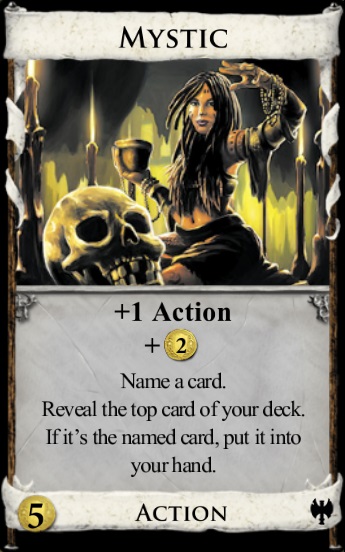 MYSTIC
+1 Action
+ 2
Name a card.
Reveal the top card of your deck.
If it's the named card, put it into
your hand.
5 ACTION